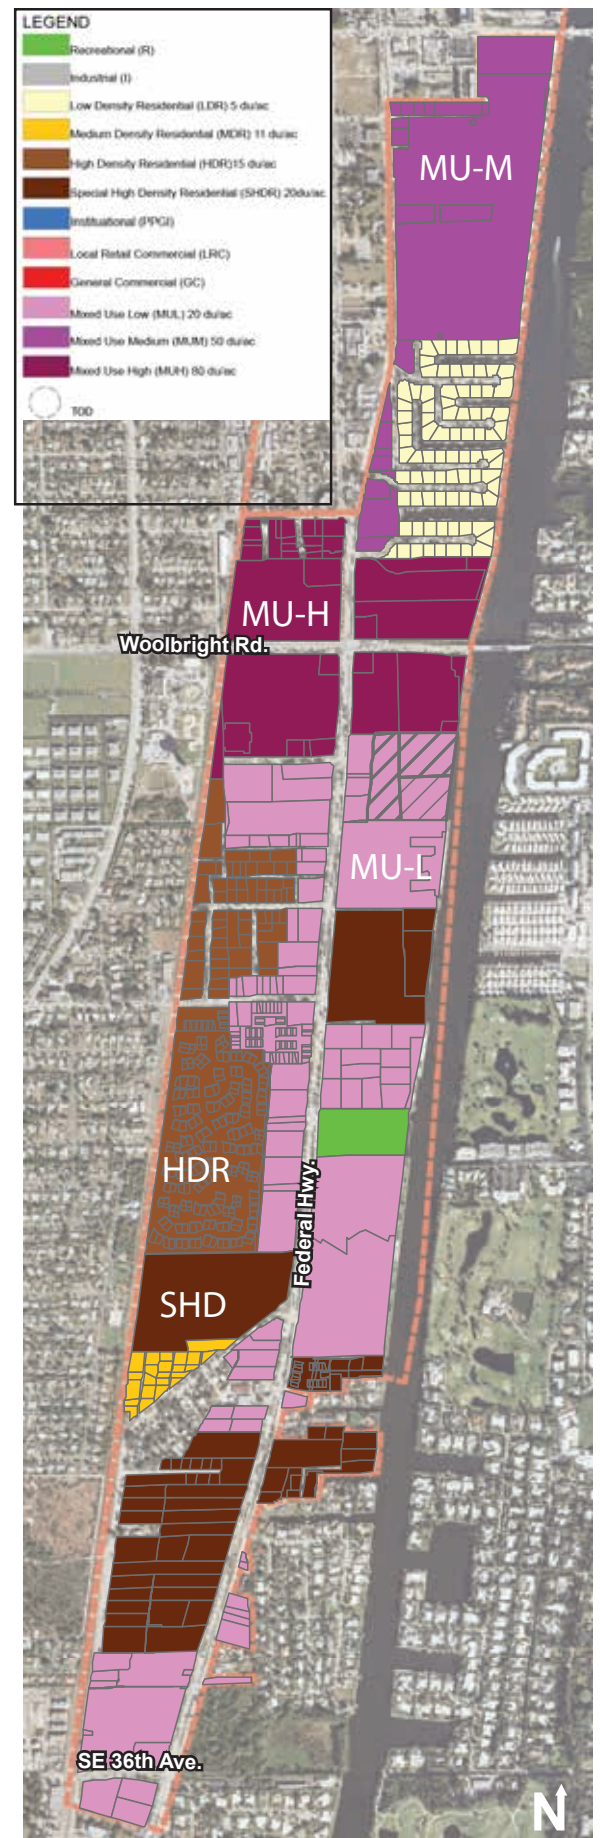 LEGEND
Recreational (R)
Industrial (I)
Low Density Residential (LDR) 5 du/ac
Medium Density Residential (MDR) 11 du/ac
High Density Residential (HDR)15 du/ac
Special High Density Residential (SHDR) 20du/ac
Instituational (PPGI)
Local Retail Commercial (LRC)
General Commercial (GC)
Mixed Use Low (MUL) 20 du/ac
Mixed Use Medium (MUM) 50 du/ac
Mixed Use High (MUH) 80 du/ac
TOD
MU-M
MU-H
Woolbright Rd.
MU-L
HDR
Federal Hwy.
SHD
SE 36th Ave.
N